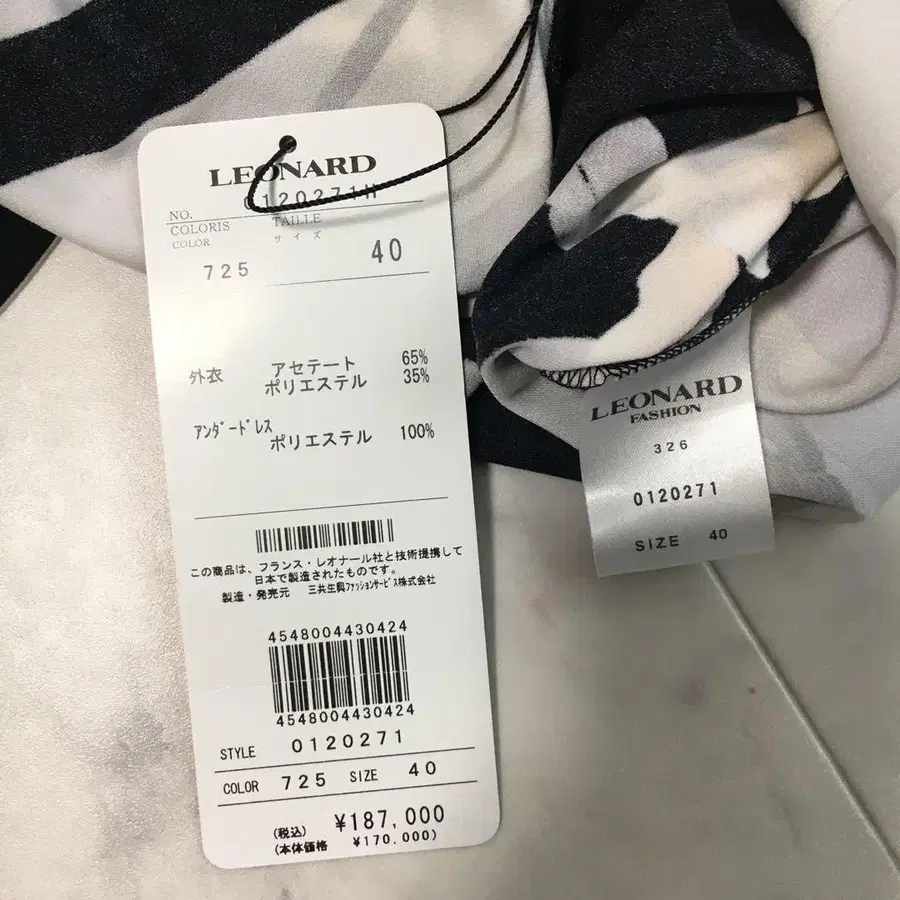 LEONARD
NO. 0120271H
COLORIS TAILLE
COLOR サイズ
725 40
外衣 アセテート 65%
ポリエステル 35%
アンダードレス
ポリエステル 100%
この商品は、フランス・レオナール社と技術提携して
日本で製造されたものです。
製造・発売元 三共生興ファッションサービス株式会社
4548004430424
4548004430424
STYLE 0120271
COLOR 725 SIZE 40
(税込) ¥187,000
(本体価格 ¥170,000)
LEONARD
FASHION
326
0120271
SIZE 40